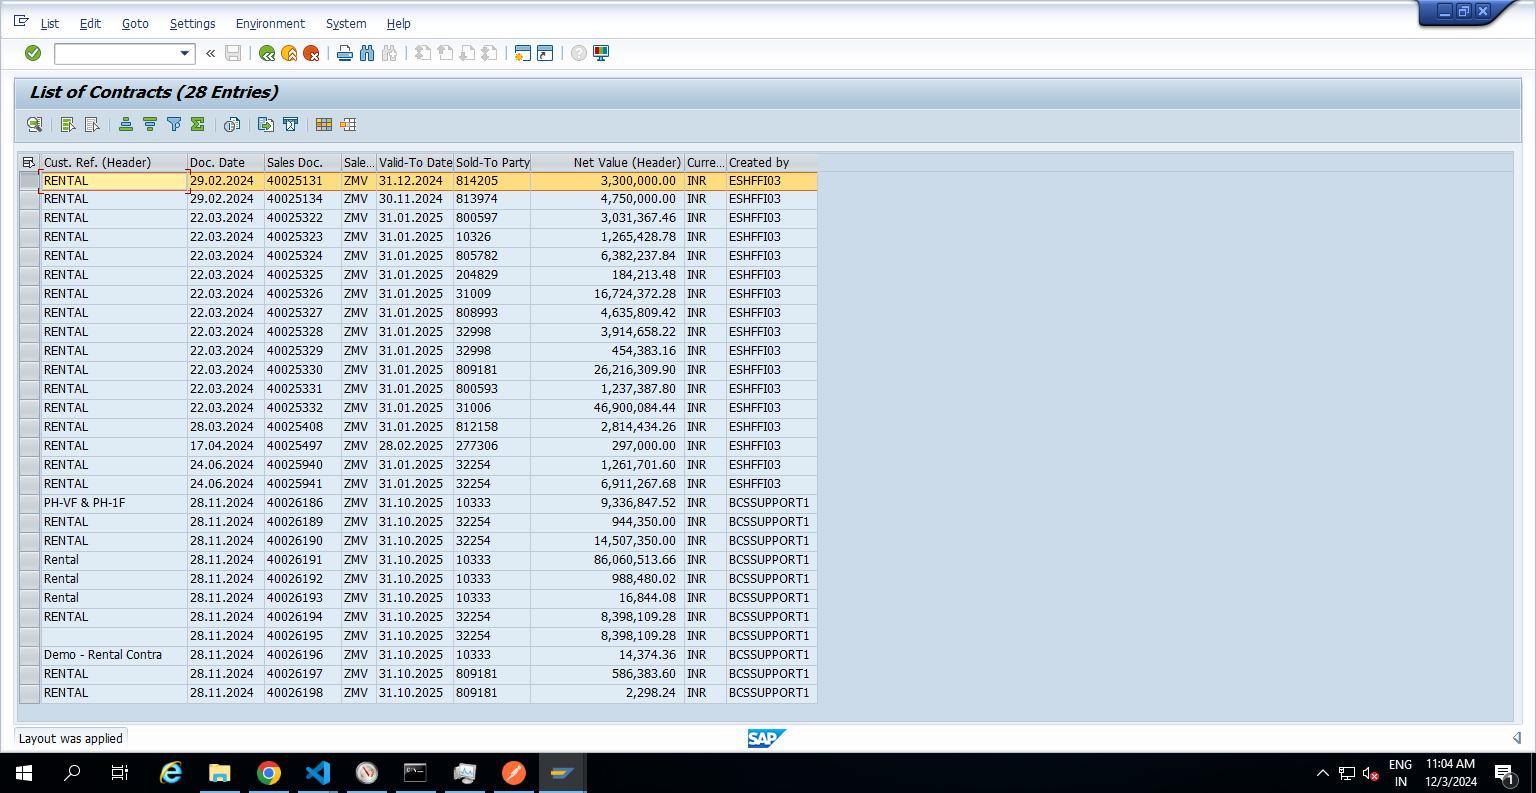 List Edit Goto Settings Environment System Help
List of Contracts (28 Entries)
Cust. Ref. (Header) Doc. Date Sales Doc. Sale... Valid-To Date Sold-To Party Net Value (Header) Curre... Created by
RENTAL 29.02.2024 40025131 ZMV 31.12.2024 814205 3,300,000.00 INR ESHFFI03
RENTAL 29.02.2024 40025134 ZMV 30.11.2024 813974 4,750,000.00 INR ESHFFI03
RENTAL 22.03.2024 40025322 ZMV 31.01.2025 800597 3,031,367.46 INR ESHFFI03
RENTAL 22.03.2024 40025323 ZMV 31.01.2025 10326 1,265,428.78 INR ESHFFI03
RENTAL 22.03.2024 40025324 ZMV 31.01.2025 805782 6,382,237.84 INR ESHFFI03
RENTAL 22.03.2024 40025325 ZMV 31.01.2025 204829 184,213.48 INR ESHFFI03
RENTAL 22.03.2024 40025326 ZMV 31.01.2025 31009 16,724,372.28 INR ESHFFI03
RENTAL 22.03.2024 40025327 ZMV 31.01.2025 808993 4,635,809.42 INR ESHFFI03
RENTAL 22.03.2024 40025328 ZMV 31.01.2025 32998 3,914,658.22 INR ESHFFI03
RENTAL 22.03.2024 40025329 ZMV 31.01.2025 32998 454,383.16 INR ESHFFI03
RENTAL 22.03.2024 40025330 ZMV 31.01.2025 809181 26,216,309.90 INR ESHFFI03
RENTAL 22.03.2024 40025331 ZMV 31.01.2025 800593 1,237,387.80 INR ESHFFI03
RENTAL 22.03.2024 40025332 ZMV 31.01.2025 31006 46,900,084.44 INR ESHFFI03
RENTAL 28.03.2024 40025408 ZMV 31.01.2025 812158 2,814,434.26 INR ESHFFI03
RENTAL 17.04.2024 40025497 ZMV 28.02.2025 277306 297,000.00 INR ESHFFI03
RENTAL 24.06.2024 40025940 ZMV 31.01.2025 32254 1,261,701.60 INR ESHFFI03
RENTAL 24.06.2024 40025941 ZMV 31.01.2025 32254 6,911,267.68 INR ESHFFI03
PH-VF & PH-1F 28.11.2024 40026186 ZMV 31.10.2025 10333 9,336,847.52 INR BCSSUPPORT1
RENTAL 28.11.2024 40026189 ZMV 31.10.2025 32254 944,350.00 INR BCSSUPPORT1
RENTAL 28.11.2024 40026190 ZMV 31.10.2025 32254 14,507,350.00 INR BCSSUPPORT1
Rental 28.11.2024 40026191 ZMV 31.10.2025 10333 86,060,513.66 INR BCSSUPPORT1
Rental 28.11.2024 40026192 ZMV 31.10.2025 10333 988,480.02 INR BCSSUPPORT1
Rental 28.11.2024 40026193 ZMV 31.10.2025 10333 16,844.08 INR BCSSUPPORT1
RENTAL 28.11.2024 40026194 ZMV 31.10.2025 32254 8,398,109.28 INR BCSSUPPORT1
28.11.2024 40026195 ZMV 31.10.2025 32254 8,398,109.28 INR BCSSUPPORT1
Demo - Rental Contra 28.11.2024 40026196 ZMV 31.10.2025 10333 14,374.36 INR BCSSUPPORT1
RENTAL 28.11.2024 40026197 ZMV 31.10.2025 809181 586,383.60 INR BCSSUPPORT1
RENTAL 28.11.2024 40026198 ZMV 31.10.2025 809181 2,298.24 INR BCSSUPPORT1
Layout was applied
SAP
ENG 11:04 AM
IN 12/3/2024
1